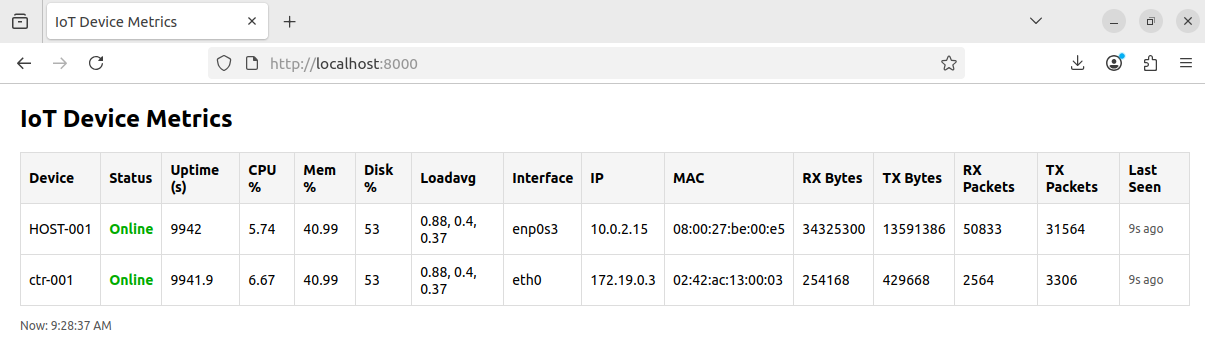 IoT Device Metrics
http://localhost:8000
IoT Device Metrics
Device Status Uptime (s) CPU % Mem % Disk % Loadavg Interface IP MAC RX Bytes TX Bytes RX Packets TX Packets Last Seen
HOST-001 Online 9942 5.74 40.99 53 0.88, 0.4, 0.37 enp0s3 10.0.2.15 08:00:27:be:00:e5 34325300 13591386 50833 31564 9s ago
ctr-001 Online 9941.9 6.67 40.99 53 0.88, 0.4, 0.37 eth0 172.19.0.3 02:42:ac:13:00:03 254168 429668 2564 3306 9s ago
Now: 9:28:37 AM